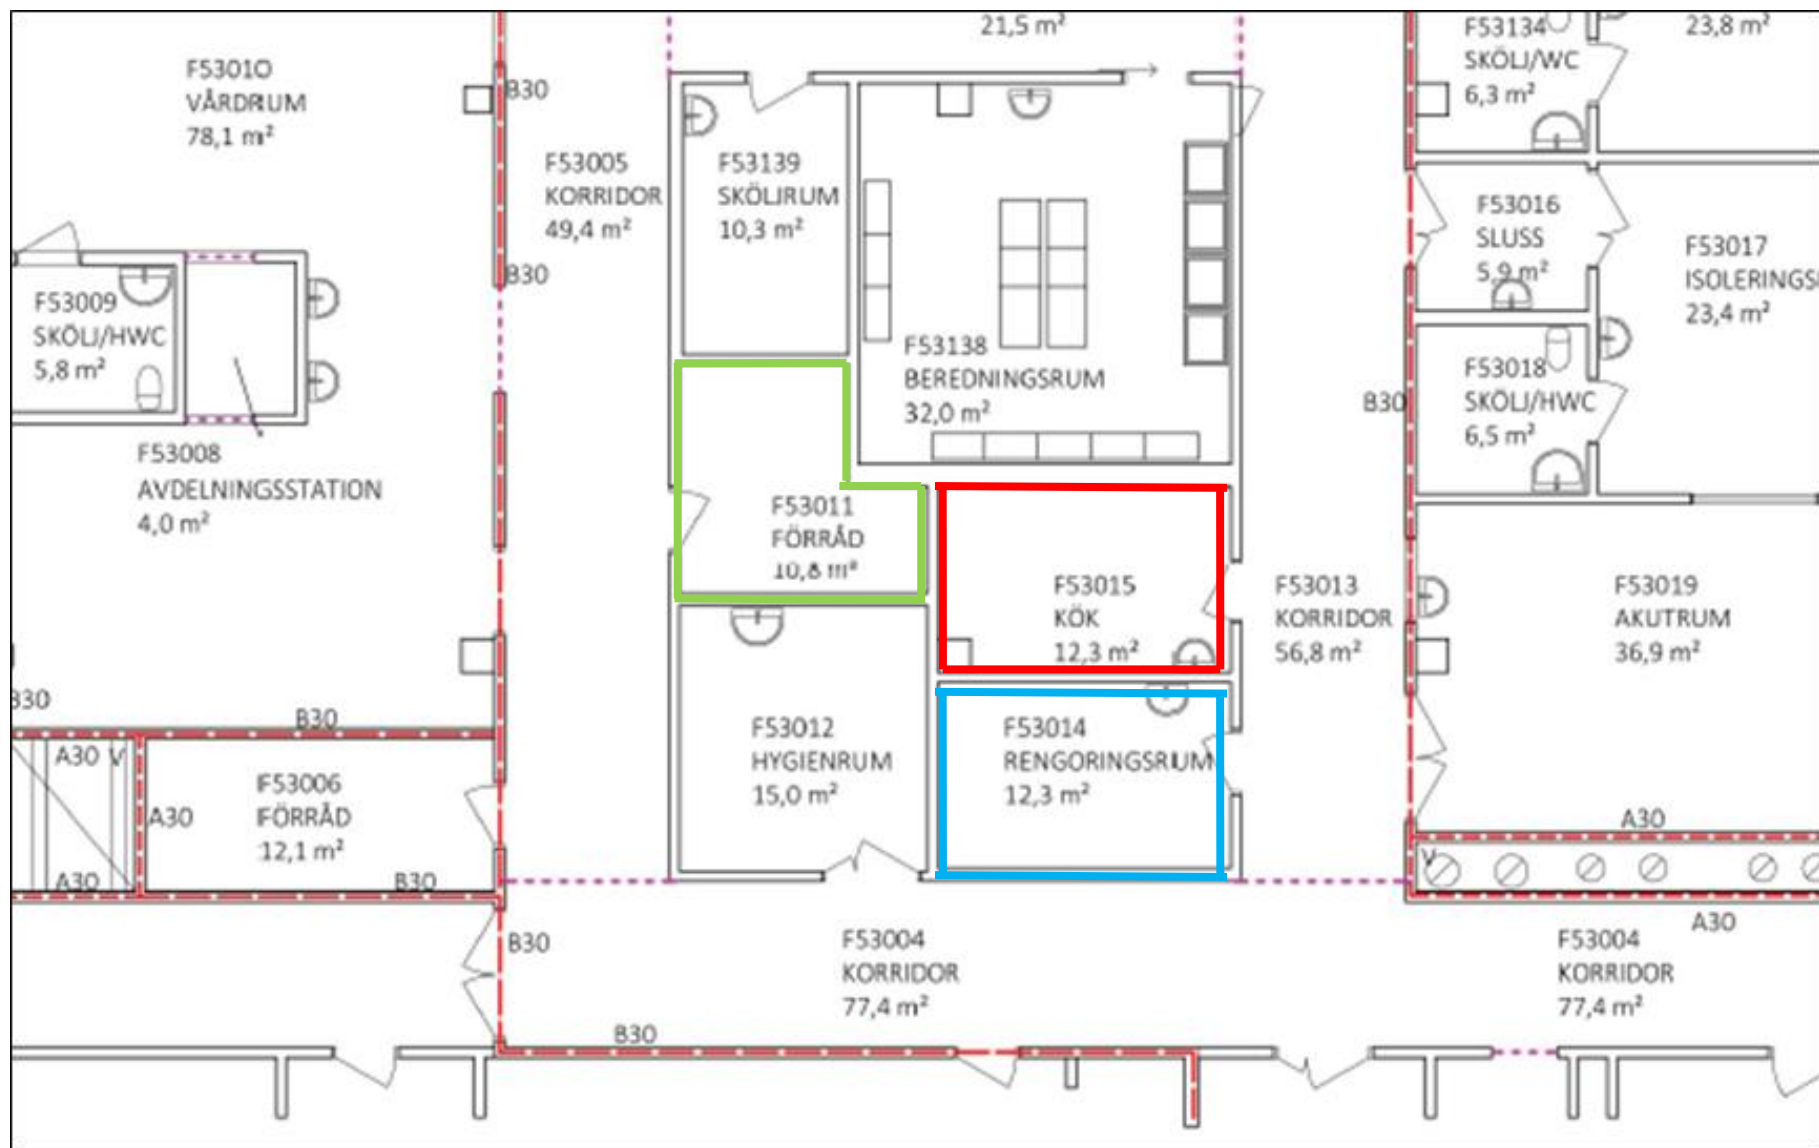 21,5 m²
F53134
SKÖLJ/WC
6,3 m²
23,8 m²
F53010
VÅRDRUM
78,1 m²
B30
F53005
KORRIDOR
49,4 m²
F53139
SKÖLJRUM
10,3 m²
F53016
SLUSS
5,9 m²
F53017
ISOLERINGS
23,4 m²
B30
F53009
SKÖLJ/HWC
5,8 m²
F53138
BEREDNINGSRUM
32,0 m²
F53018
SKÖLJ/HWC
6,5 m²
B30
F53008
AVDELNINGSSTATION
4,0 m²
F53011
FÖRRÅD
10,8 m²
F53015
KÖK
12,3 m²
F53013
KORRIDOR
56,8 m²
F53019
AKUTRUM
36,9 m²
B30
B30
F53012
HYGIENRUM
15,0 m²
F53014
RENGORINGSRUM
12,3 m²
A30 V
A30
F53006
FÖRRÅD
12,1 m²
A30
B30
A30
V
A30
B30
F53004
KORRIDOR
77,4 m²
F53004
KORRIDOR
77,4 m²
B30